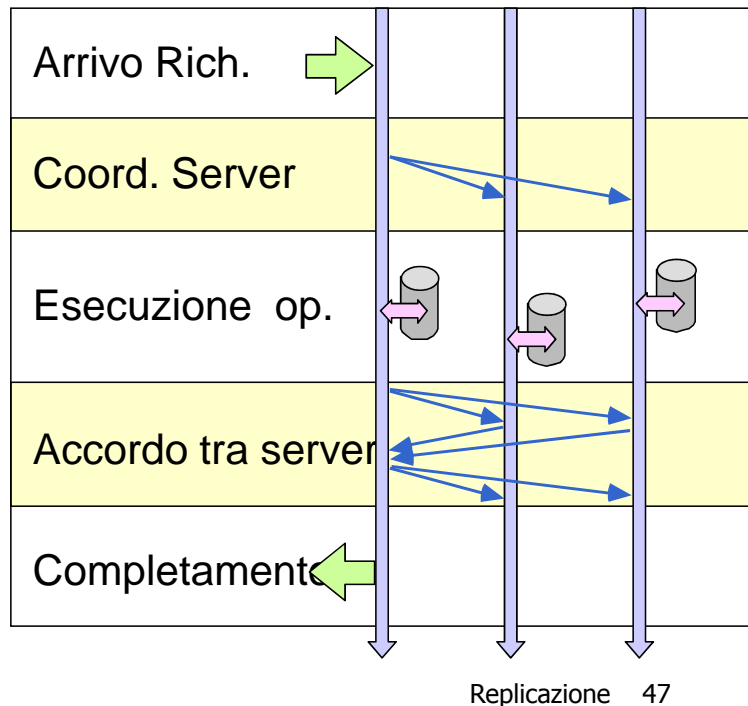 Arrivo Rich.
Coord. Server
Esecuzione op.
Accordo tra server
Completamento
Replicazione 47